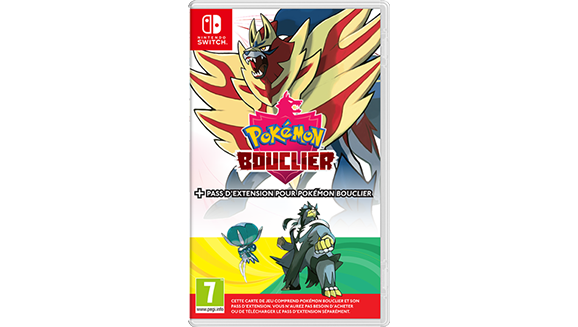 NINTENDO
SWITCH™
POKÉMON
BOUCLIER
+ PASS D'EXTENSION POUR POKÉMON BOUCLIER
7
www.pegi.info
CETTE CARTE DE JEU COMPREND POKÉMON BOUCLIER ET SON
PASS D'EXTENSION. VOUS N'AUREZ PAS BESOIN D'ACHETER
OU DE TÉLÉCHARGER LE PASS D'EXTENSION SÉPARÉMENT.